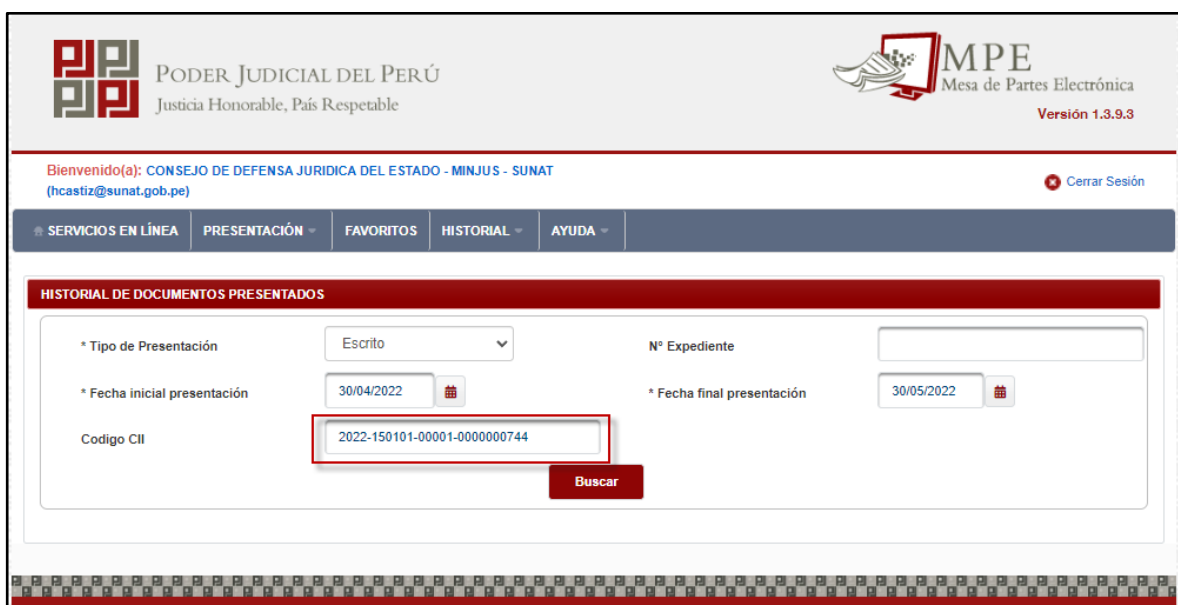 PODER JUDICIAL DEL PERÚ
Justicia Honorable, País Respetable
MPE
Mesa de Partes Electrónica
Versión 1.3.9.3
Bienvenido(a): CONSEJO DE DEFENSA JURIDICA DEL ESTADO - MINJUS - SUNAT
(hcastiz@sunat.gob.pe)
Cerrar Sesión
SERVICIOS EN LÍNEA PRESENTACIÓN FAVORITOS HISTORIAL AYUDA
HISTORIAL DE DOCUMENTOS PRESENTADOS
* Tipo de Presentación Escrito Nº Expediente
* Fecha inicial presentación 30/04/2022 * Fecha final presentación 30/05/2022
Codigo CII 2022-150101-00001-0000000744
Buscar